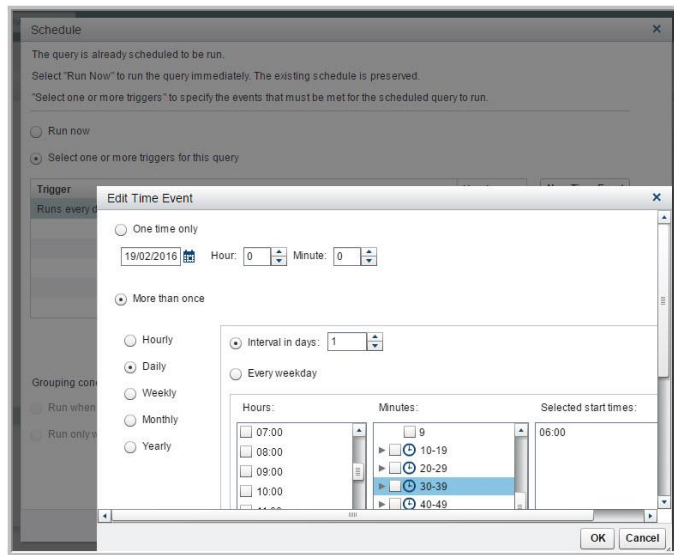 Schedule
The query is already scheduled to be run.
Select "Run Now" to run the query immediately. The existing schedule is preserved.
"Select one or more triggers" to specify the events that must be met for the scheduled query to run.
Run now
Select one or more triggers for this query
Trigger
Runs every d
Edit Time Event
One time only
19/02/2016 Hour: 0 Minute: 0
More than once
Hourly
Daily
Weekly
Monthly
Yearly
Interval in days: 1
Every weekday
Hours: Minutes: Selected start times:
07:00 9 06:00
08:00 10-19
09:00 20-29
10:00 30-39
40-49
Grouping con
Run when
Run only w
OK Cancel